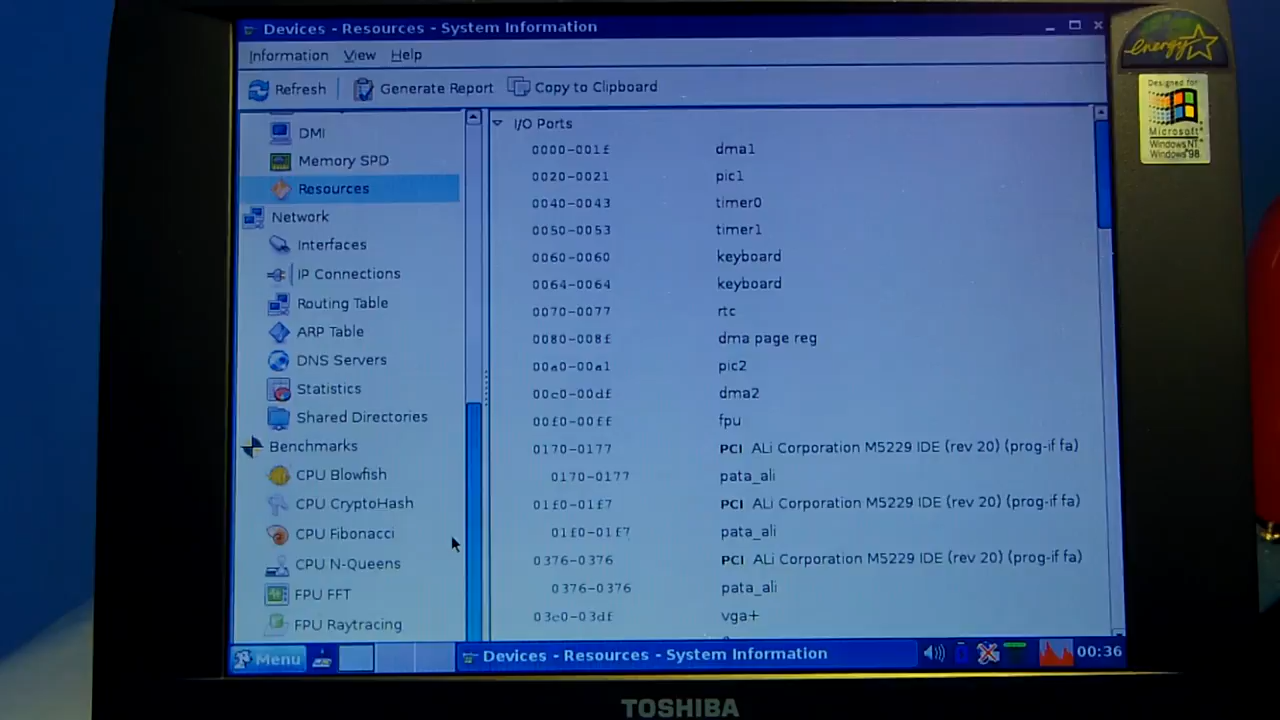 Devices - Resources - System Information
Information View Help
Refresh Generate Report Copy to Clipboard
DMI
Memory SPD
Resources
Network
Interfaces
IP Connections
Routing Table
ARP Table
DNS Servers
Statistics
Shared Directories
Benchmarks
CPU Blowfish
CPU CryptoHash
CPU Fibonacci
CPU N-Queens
FPU FFT
FPU Raytracing
I/O Ports
0000-001f dma1
0020-0021 pic1
0040-0043 timer0
0050-0053 timer1
0060-0060 keyboard
0064-0064 keyboard
0070-0077 rtc
0080-008f dma page reg
00a0-00a1 pic2
00c0-00df dma2
00f0-00ff fpu
0170-0177 PCI ALi Corporation M5229 IDE (rev 20) (prog-if fa)
0170-0177 pata_ali
01f0-01f7 PCI ALi Corporation M5229 IDE (rev 20) (prog-if fa)
01f0-01f7 pata_ali
0376-0376 PCI ALi Corporation M5229 IDE (rev 20) (prog-if fa)
0376-0376 pata_ali
03c0-03df vga+
Menu Devices - Resources - System Information 00:36
energy
Designed for
Microsoft
Windows NT
Windows 98
TOSHIBA